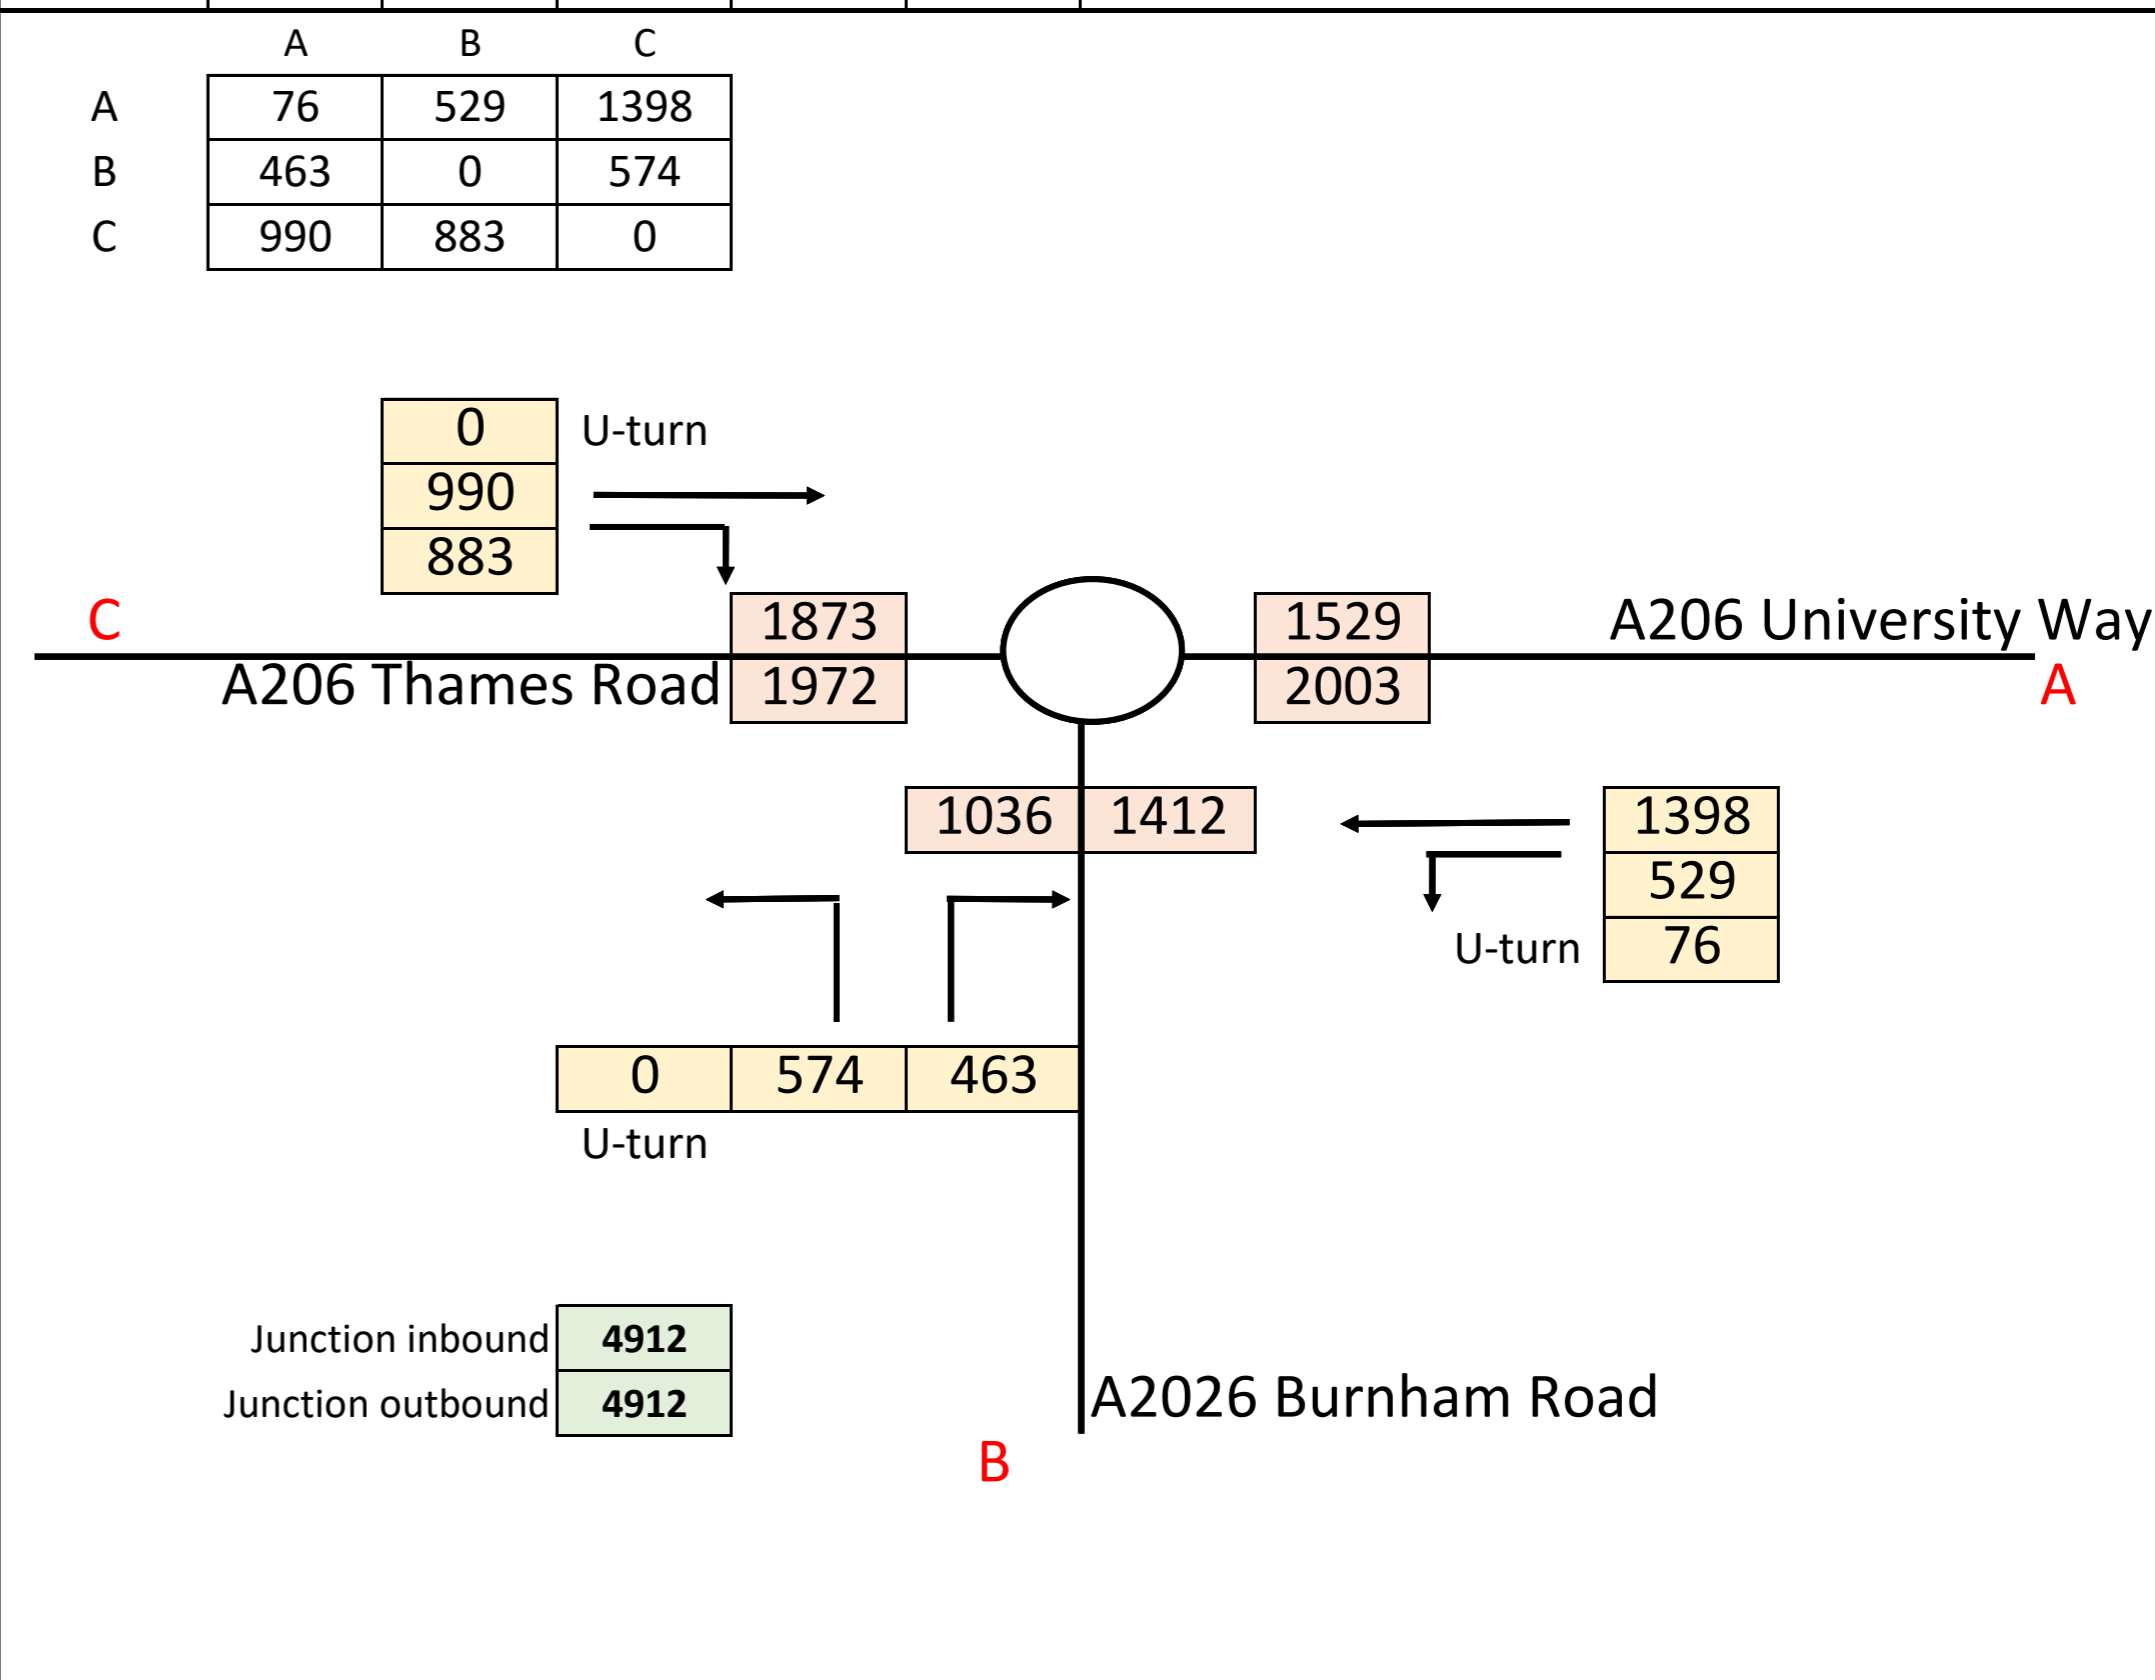 A B C
A 76 529 1398
B 463 0 574
C 990 883 0
0 U-turn
990
883
C 1873 1529 A206 University Way
A206 Thames Road 1972 2003 A
1036 1412 1398
529
U-turn 76
0 574 463
U-turn
Junction inbound 4912
Junction outbound 4912
A2026 Burnham Road
B